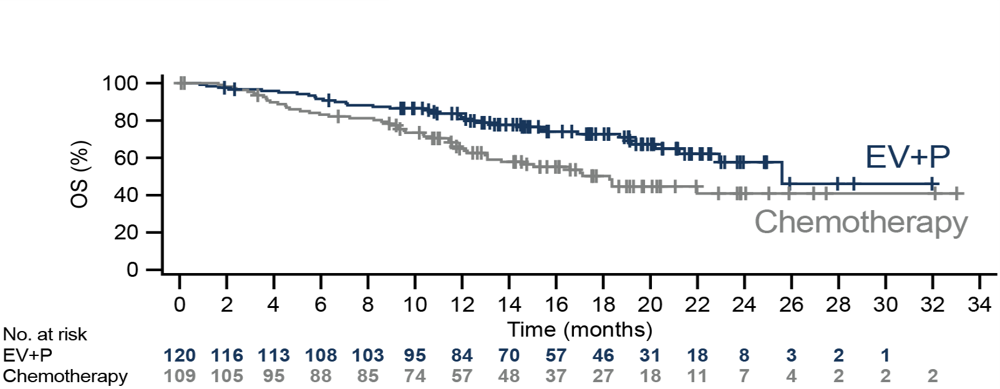 100
80
60
40
20
0
OS (%)
EV+P
Chemotherapy
0 2 4 6 8 10 12 14 16 18 20 22 24 26 28 30 32 34
Time (months)
No. at risk
EV+P 120 116 113 108 103 95 84 70 57 46 31 18 8 3 2 1
Chemotherapy 109 105 95 88 85 74 57 48 37 27 18 11 7 4 2 2 2